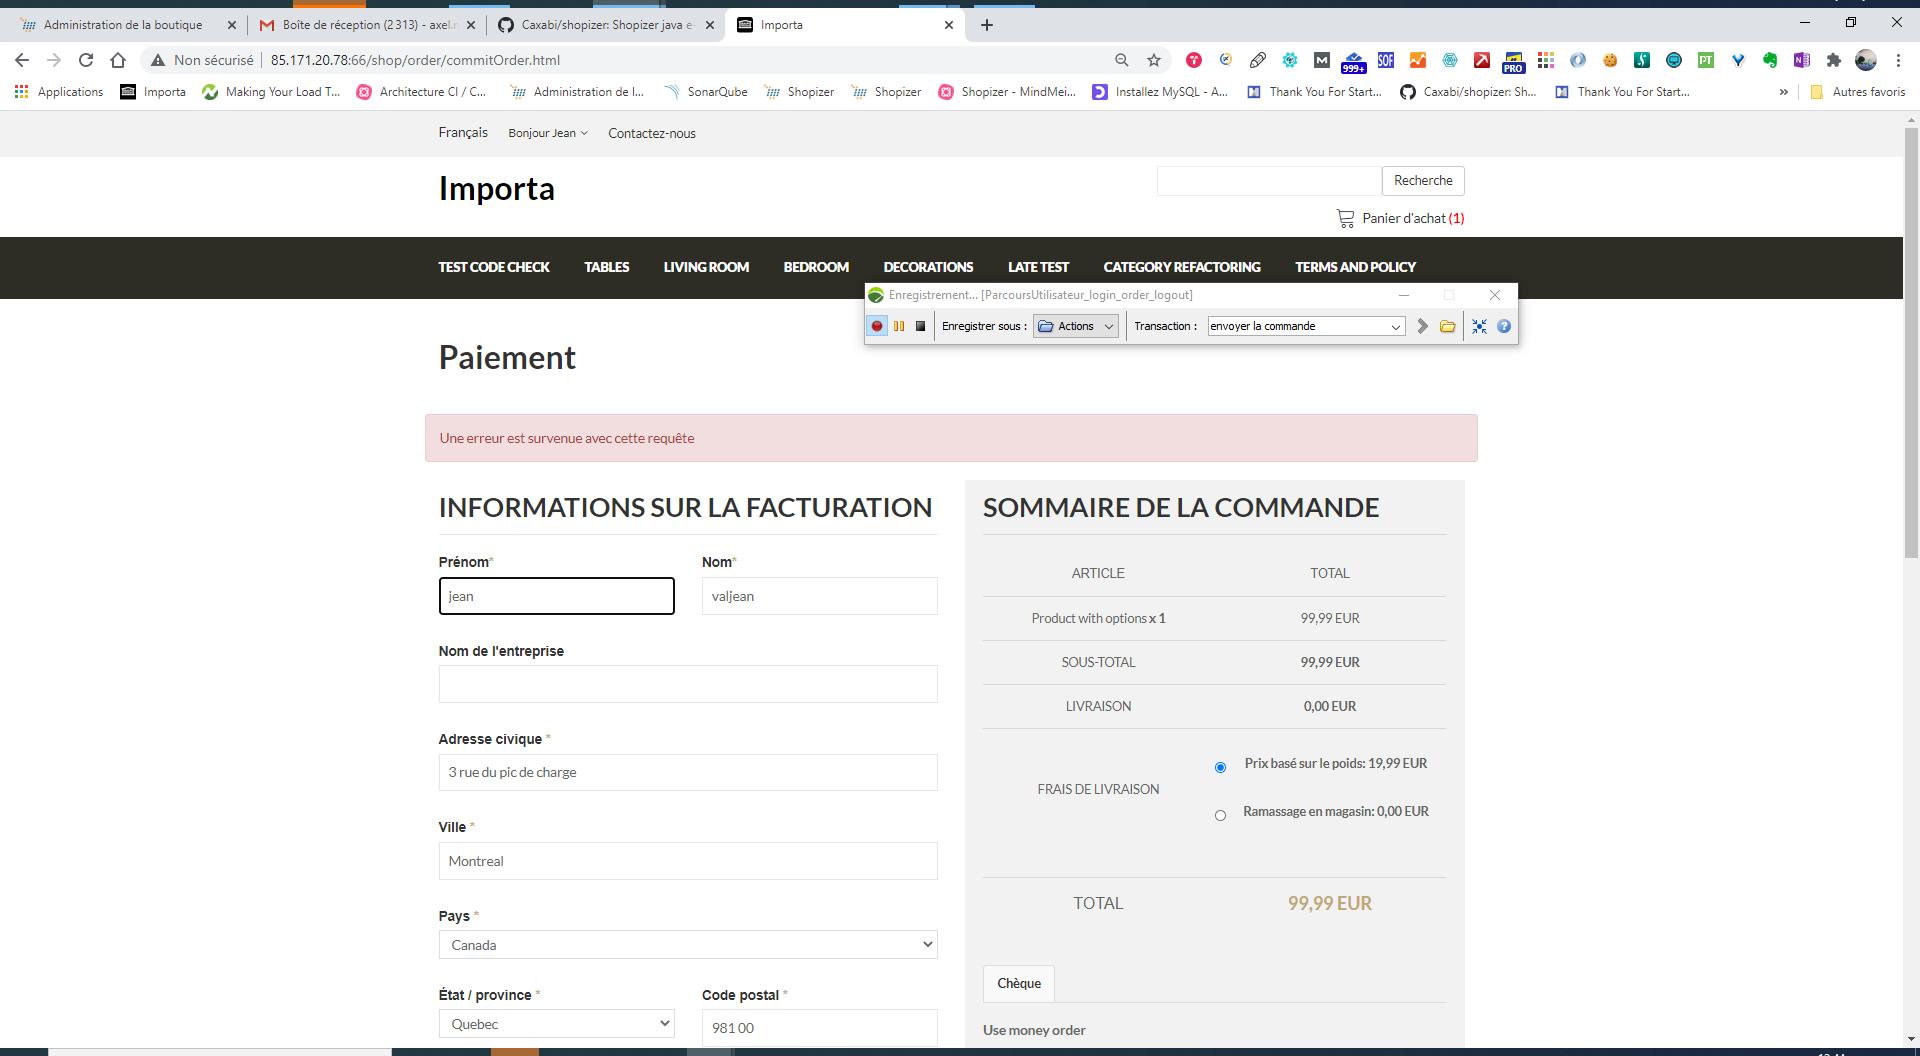 Administration de la boutique
Boîte de réception (2 313) - axel.r
Caxabi/shopizer: Shopizer java e-
Importa
Non sécurisé
85.171.20.78:66/shop/order/commitOrder.html
999+
SOF
PRO
PT
Applications
Importa
Making Your Load T...
Architecture CI / C...
Administration de l...
SonarQube
Shopizer
Shopizer
Shopizer - MindMei...
Installez MySQL - A...
Thank You For Start...
Caxabi/shopizer: Sh...
Thank You For Start...
»
Autres favoris
Français
Bonjour Jean
Contactez-nous
Importa
Recherche
Panier d'achat (1)
TEST CODE CHECK
TABLES
LIVING ROOM
BEDROOM
DECORATIONS
LATE TEST
CATEGORY REFACTORING
TERMS AND POLICY
Enregistrement... [ParcoursUtilisateur_login_order_logout]
Enregistrer sous :
Actions
Transaction :
envoyer la commande
Paiement
Une erreur est survenue avec cette requête
INFORMATIONS SUR LA FACTURATION
Prénom*
Nom*
jean
valjean
Nom de l'entreprise
Adresse civique *
3 rue du pic de charge
Ville *
Montreal
Pays *
Canada
État / province *
Code postal *
Quebec
981 00
SOMMAIRE DE LA COMMANDE
ARTICLE
TOTAL
Product with options x 1
99,99 EUR
SOUS-TOTAL
99,99 EUR
LIVRAISON
0,00 EUR
FRAIS DE LIVRAISON
Prix basé sur le poids: 19,99 EUR
Ramassage en magasin: 0,00 EUR
TOTAL
99,99 EUR
Chèque
Use money order